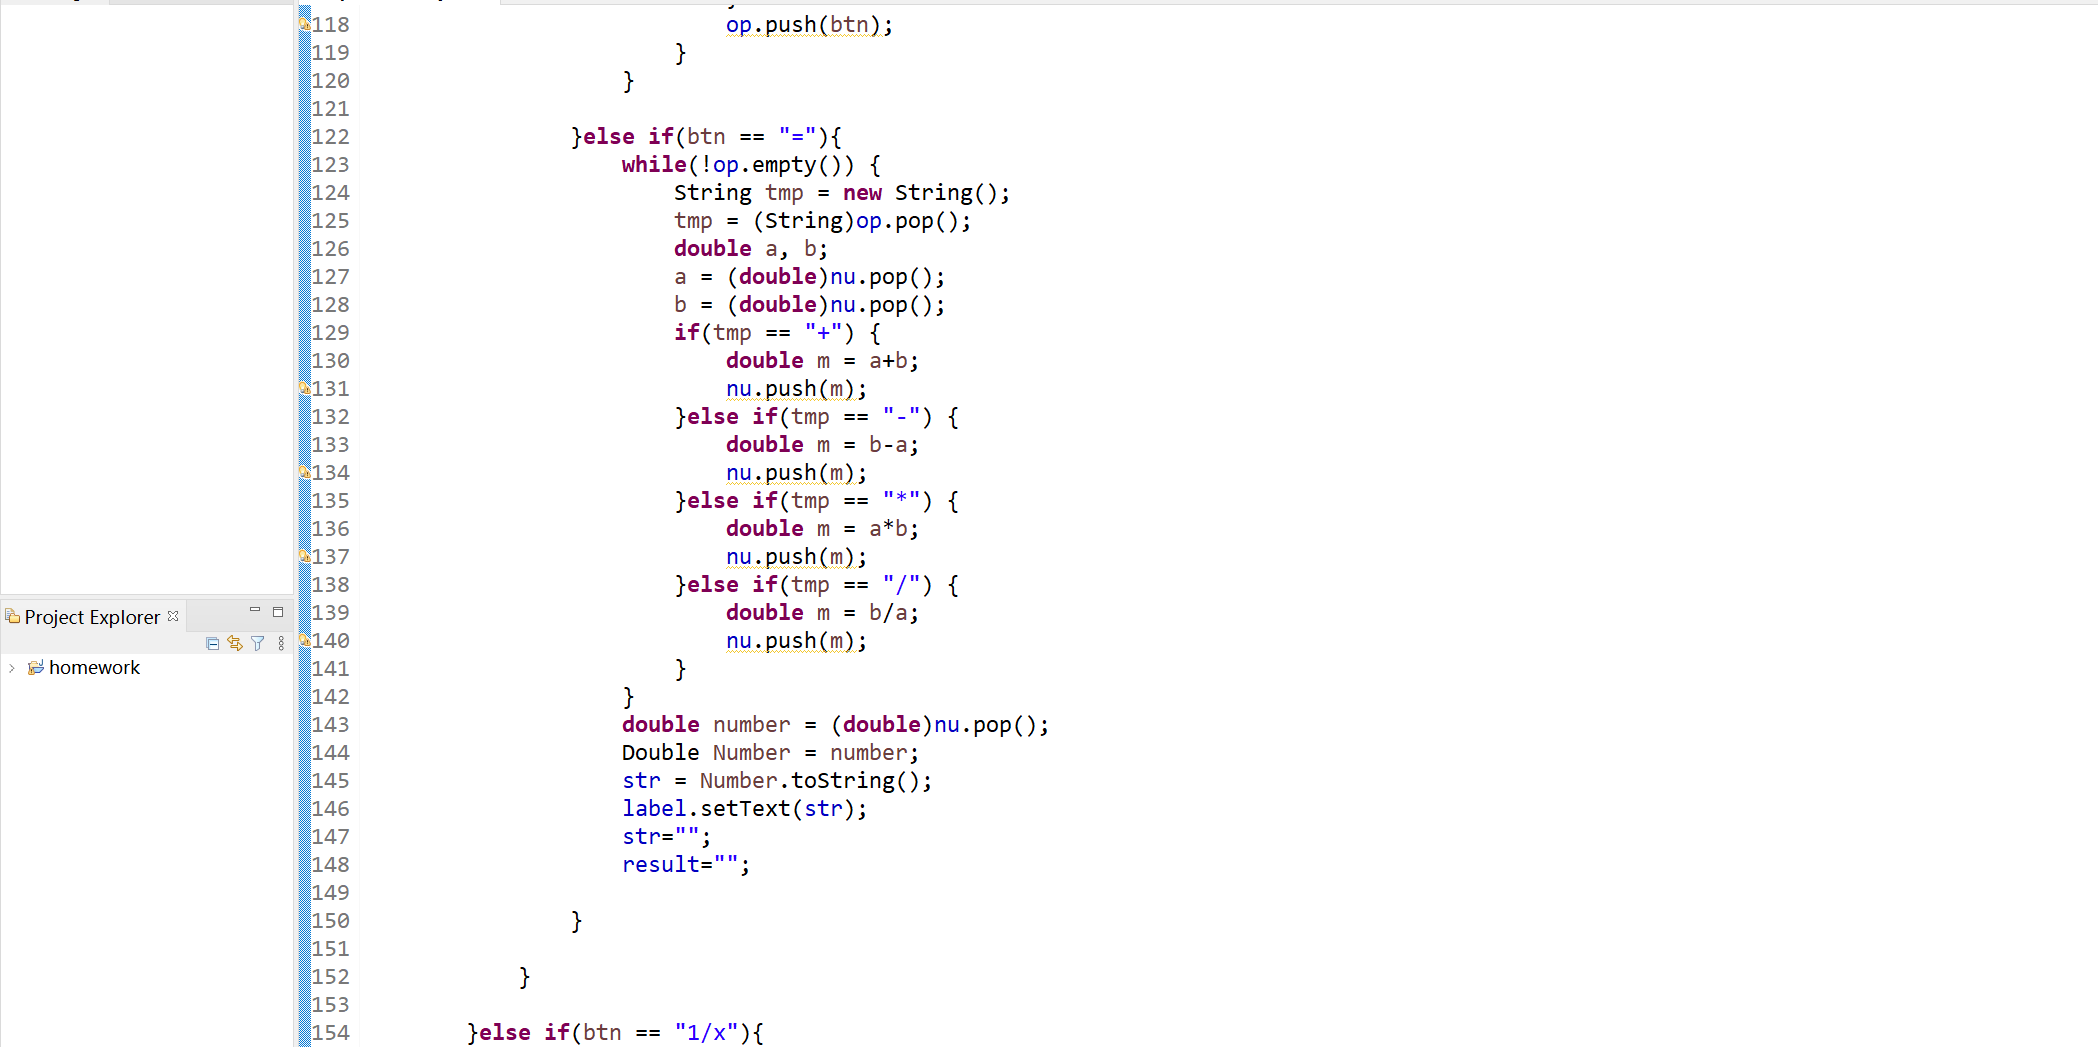 118 op.push(btn);
119 }
120 }
121
122 }else if(btn == "="){
123 while(!op.empty()) {
124 String tmp = new String();
125 tmp = (String)op.pop();
126 double a, b;
127 a = (double)nu.pop();
128 b = (double)nu.pop();
129 if(tmp == "+") {
130 double m = a+b;
131 nu.push(m);
132 }else if(tmp == "-") {
133 double m = b-a;
134 nu.push(m);
135 }else if(tmp == "*") {
136 double m = a*b;
137 nu.push(m);
138 }else if(tmp == "/") {
139 double m = b/a;
140 nu.push(m);
141 }
142 }
143 double number = (double)nu.pop();
144 Double Number = number;
145 str = Number.toString();
146 label.setText(str);
147 str="";
148 result="";
149
150 }
151
152 }
153
154 }else if(btn == "1/x"){
Project Explorer
homework